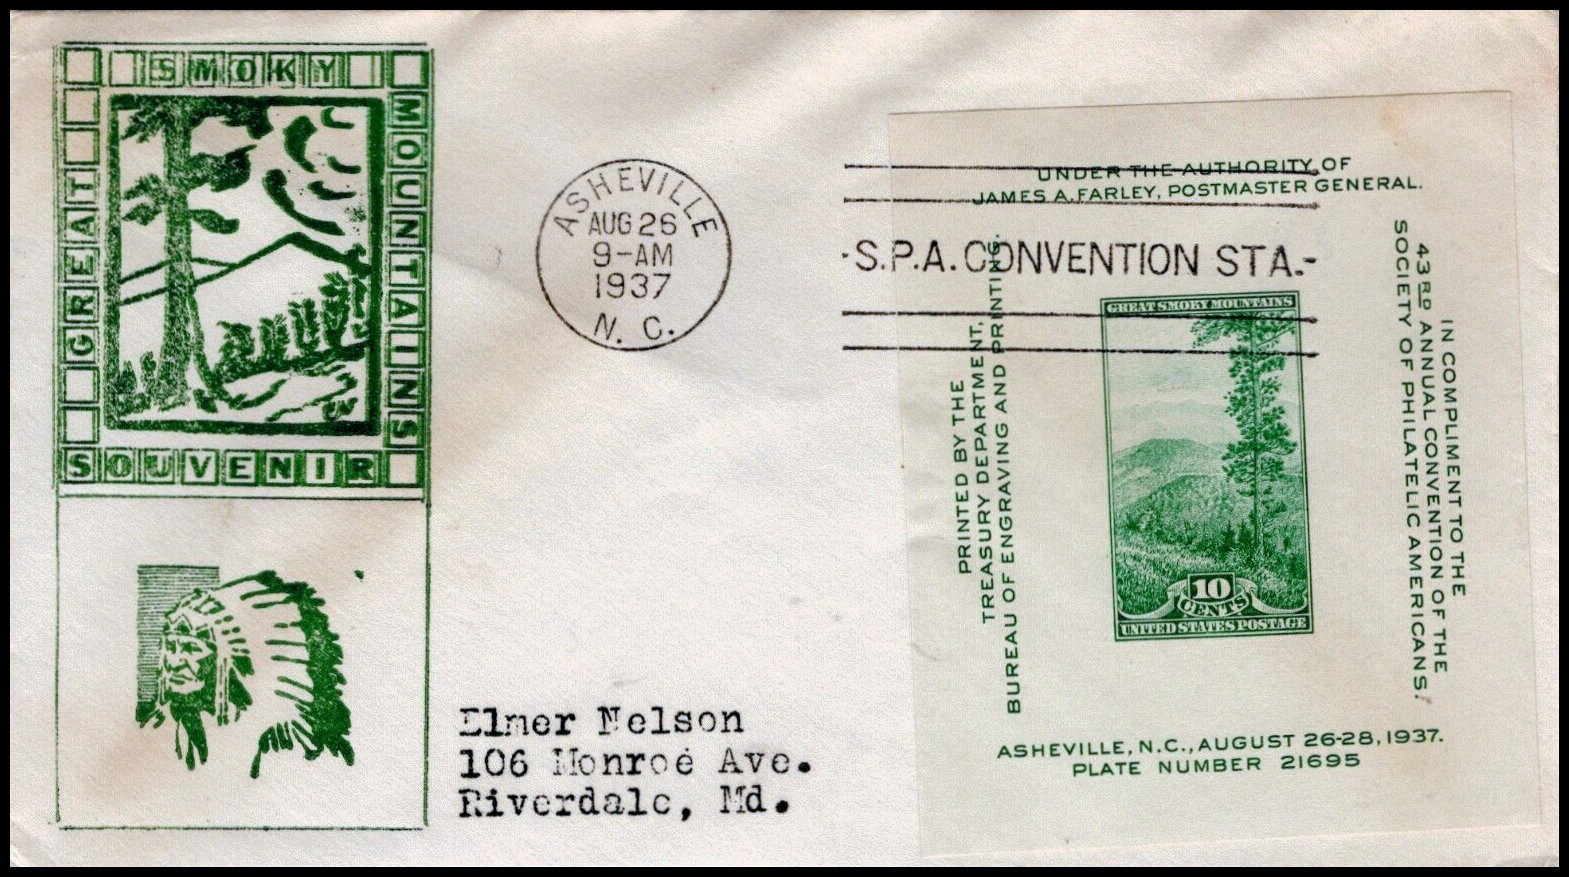 SMOKY
GREAT
MOUNTAINS
SOUVENIR
ASHEVILLE
AUG 26
9-AM
1937
N. C.
S.P.A. CONVENTION STA.
UNDER THE AUTHORITY OF
JAMES A. FARLEY, POSTMASTER GENERAL.
PRINTED BY THE
TREASURY DEPARTMENT,
BUREAU OF ENGRAVING AND PRINTING.
GREAT SMOKY MOUNTAINS
10
CENTS
UNITED STATES POSTAGE
IN COMPLIMENT TO THE
43RD ANNUAL CONVENTION OF THE
SOCIETY OF PHILATELIC AMERICANS.
ASHEVILLE, N.C., AUGUST 26-28, 1937.
PLATE NUMBER 21695
Elmer Nelson
106 Monroe Ave.
Riverdale, Md.